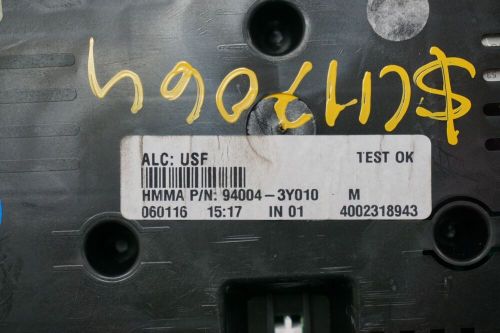 ALC: USF TEST OK
HMMA P/N: 94004-3Y010 M
060116 15:17 IN 01 4002318943